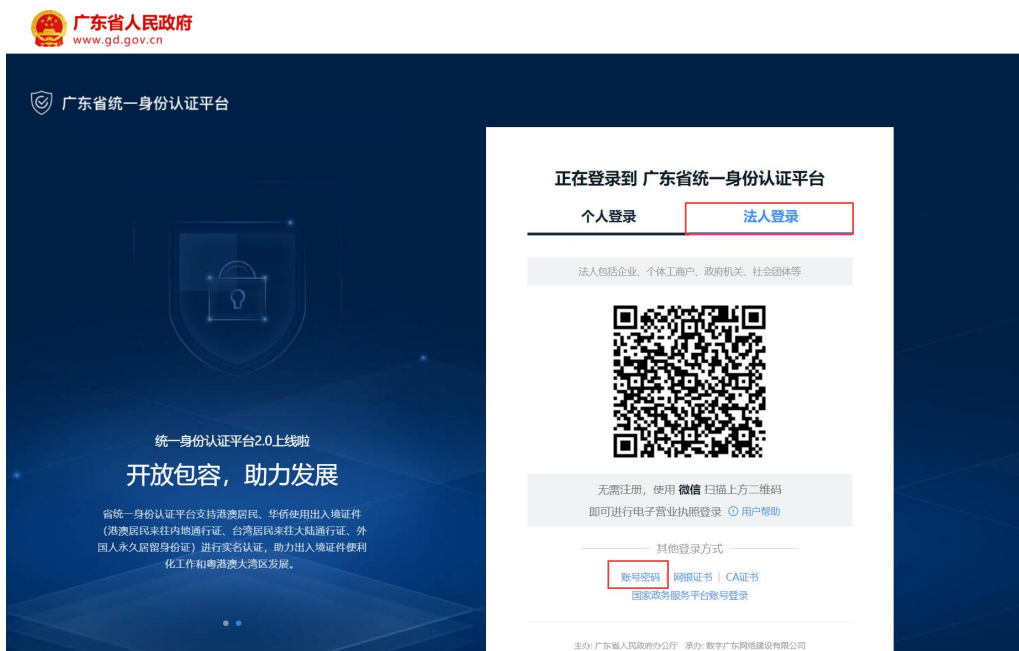 广东省人民政府
www.gd.gov.cn
广东省统一身份认证平台
统一身份认证平台2.0上线啦
开放包容，助力发展
省统一身份认证平台支持港澳居民、华侨使用出入境证件
（港澳居民来往内地通行证、台湾居民来往大陆通行证、外
国人永久居留身份证）进行实名认证，助力出入境证件便利
化工作和粤港澳大湾区发展。
正在登录到 广东省统一身份认证平台
个人登录 法人登录
法人包括企业、个体工商户、政府机关、社会团体等
无需注册，使用 微信 扫描上方二维码
即可进行电子营业执照登录 用户帮助
其他登录方式
账号密码 | 网银证书 | CA证书
国家政务服务平台账号登录
主办: 广东省人民政府办公厅 承办: 数字广东网络建设有限公司